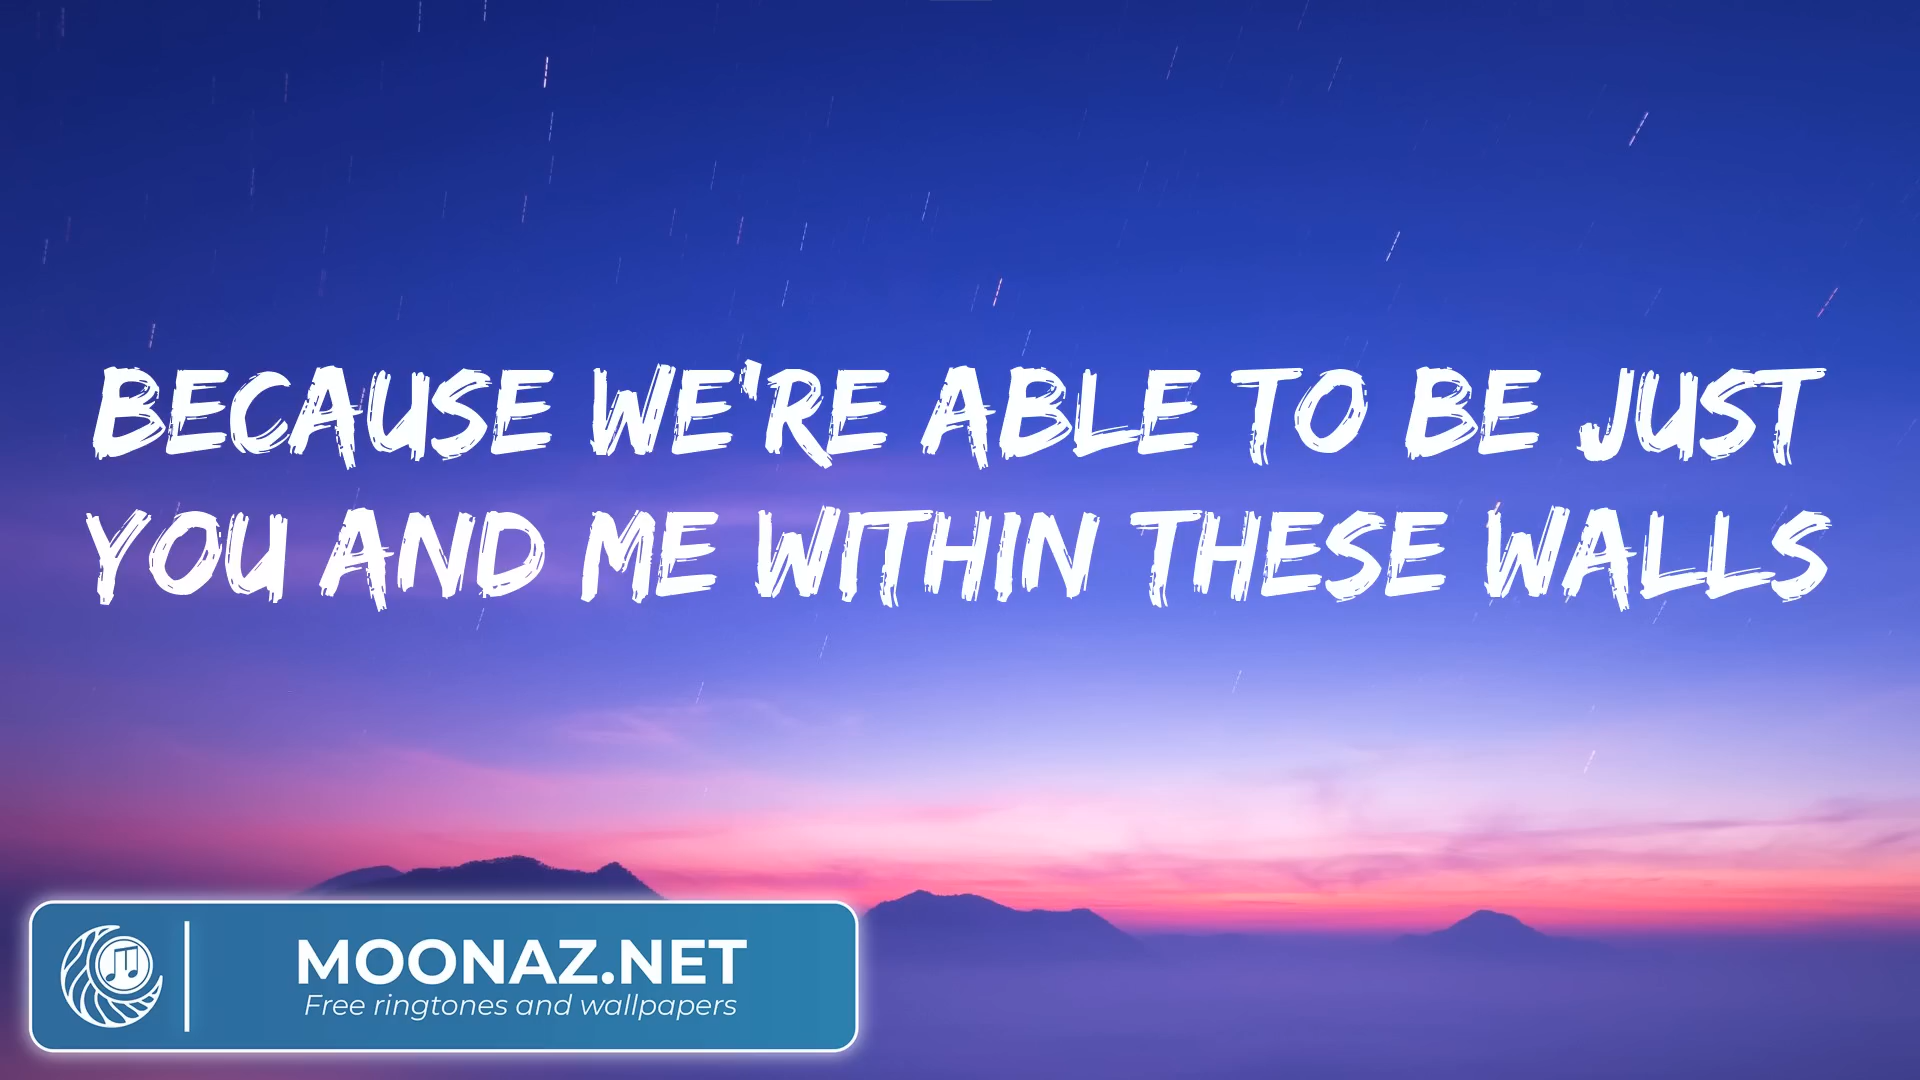 BECAUSE WE'RE ABLE TO BE JUST
YOU AND ME WITHIN THESE WALLS
MOONAZ.NET
Free ringtones and wallpapers